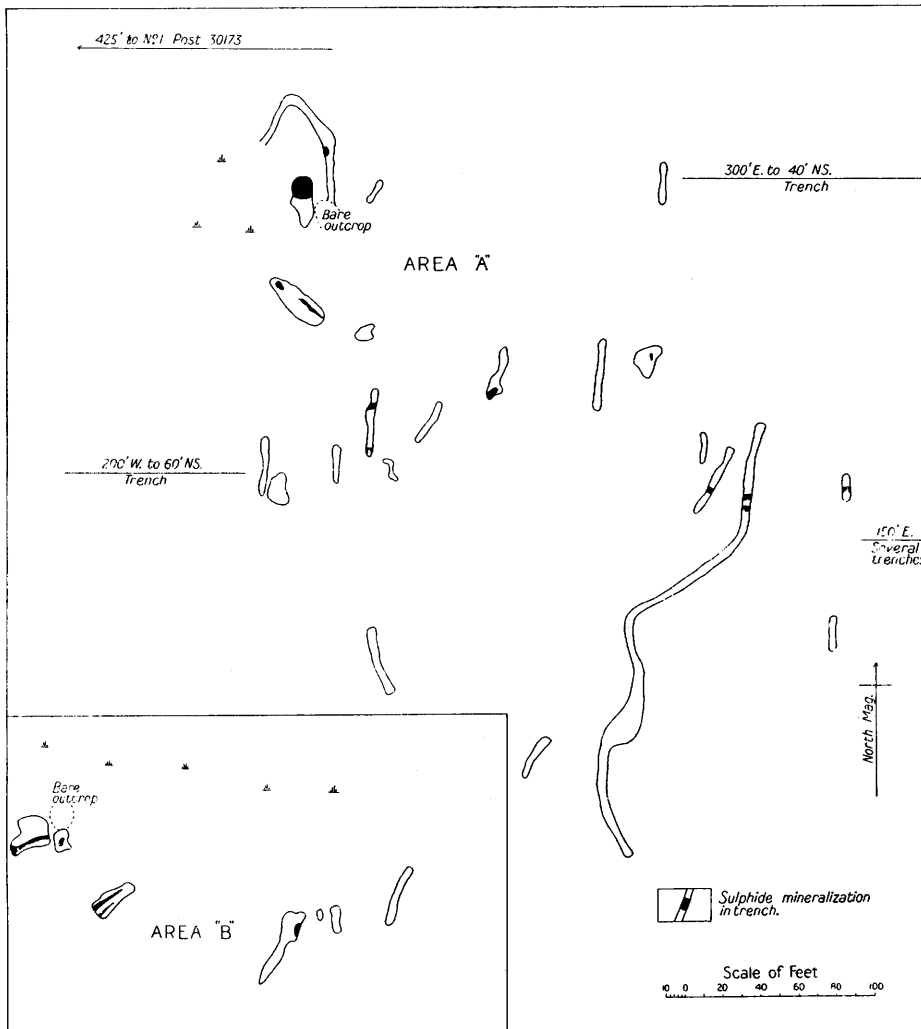 425' to No1 Post 30173
300' E. to 40' NS.
Trench
Bare
outcrop
AREA "A"
200' W. to 60' NS.
Trench
150' E.
Several
trenches
North Mag.
Bare
outcrop
AREA "B"
Sulphide mineralization
in trench.
Scale of Feet
10 0 20 40 60 80 100